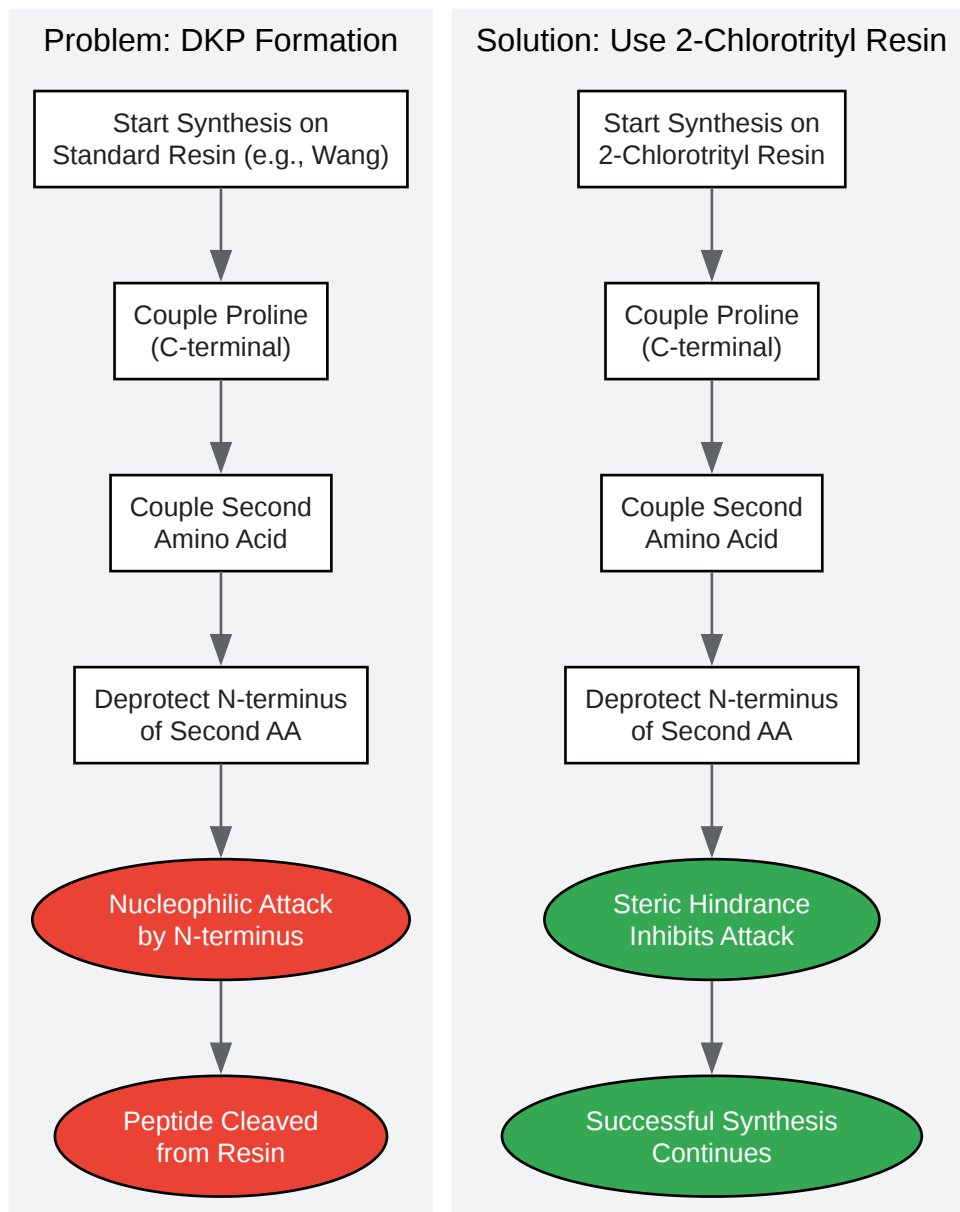 Problem: DKP Formation
Start Synthesis on
Standard Resin (e.g., Wang)
Couple Proline
(C-terminal)
Couple Second
Amino Acid
Deprotect N-terminus
of Second AA
Nucleophilic Attack
by N-terminus
Peptide Cleaved
from Resin
Solution: Use 2-Chlorotrityl Resin
Start Synthesis on
2-Chlorotrityl Resin
Couple Proline
(C-terminal)
Couple Second
Amino Acid
Deprotect N-terminus
of Second AA
Steric Hindrance
Inhibits Attack
Successful Synthesis
Continues